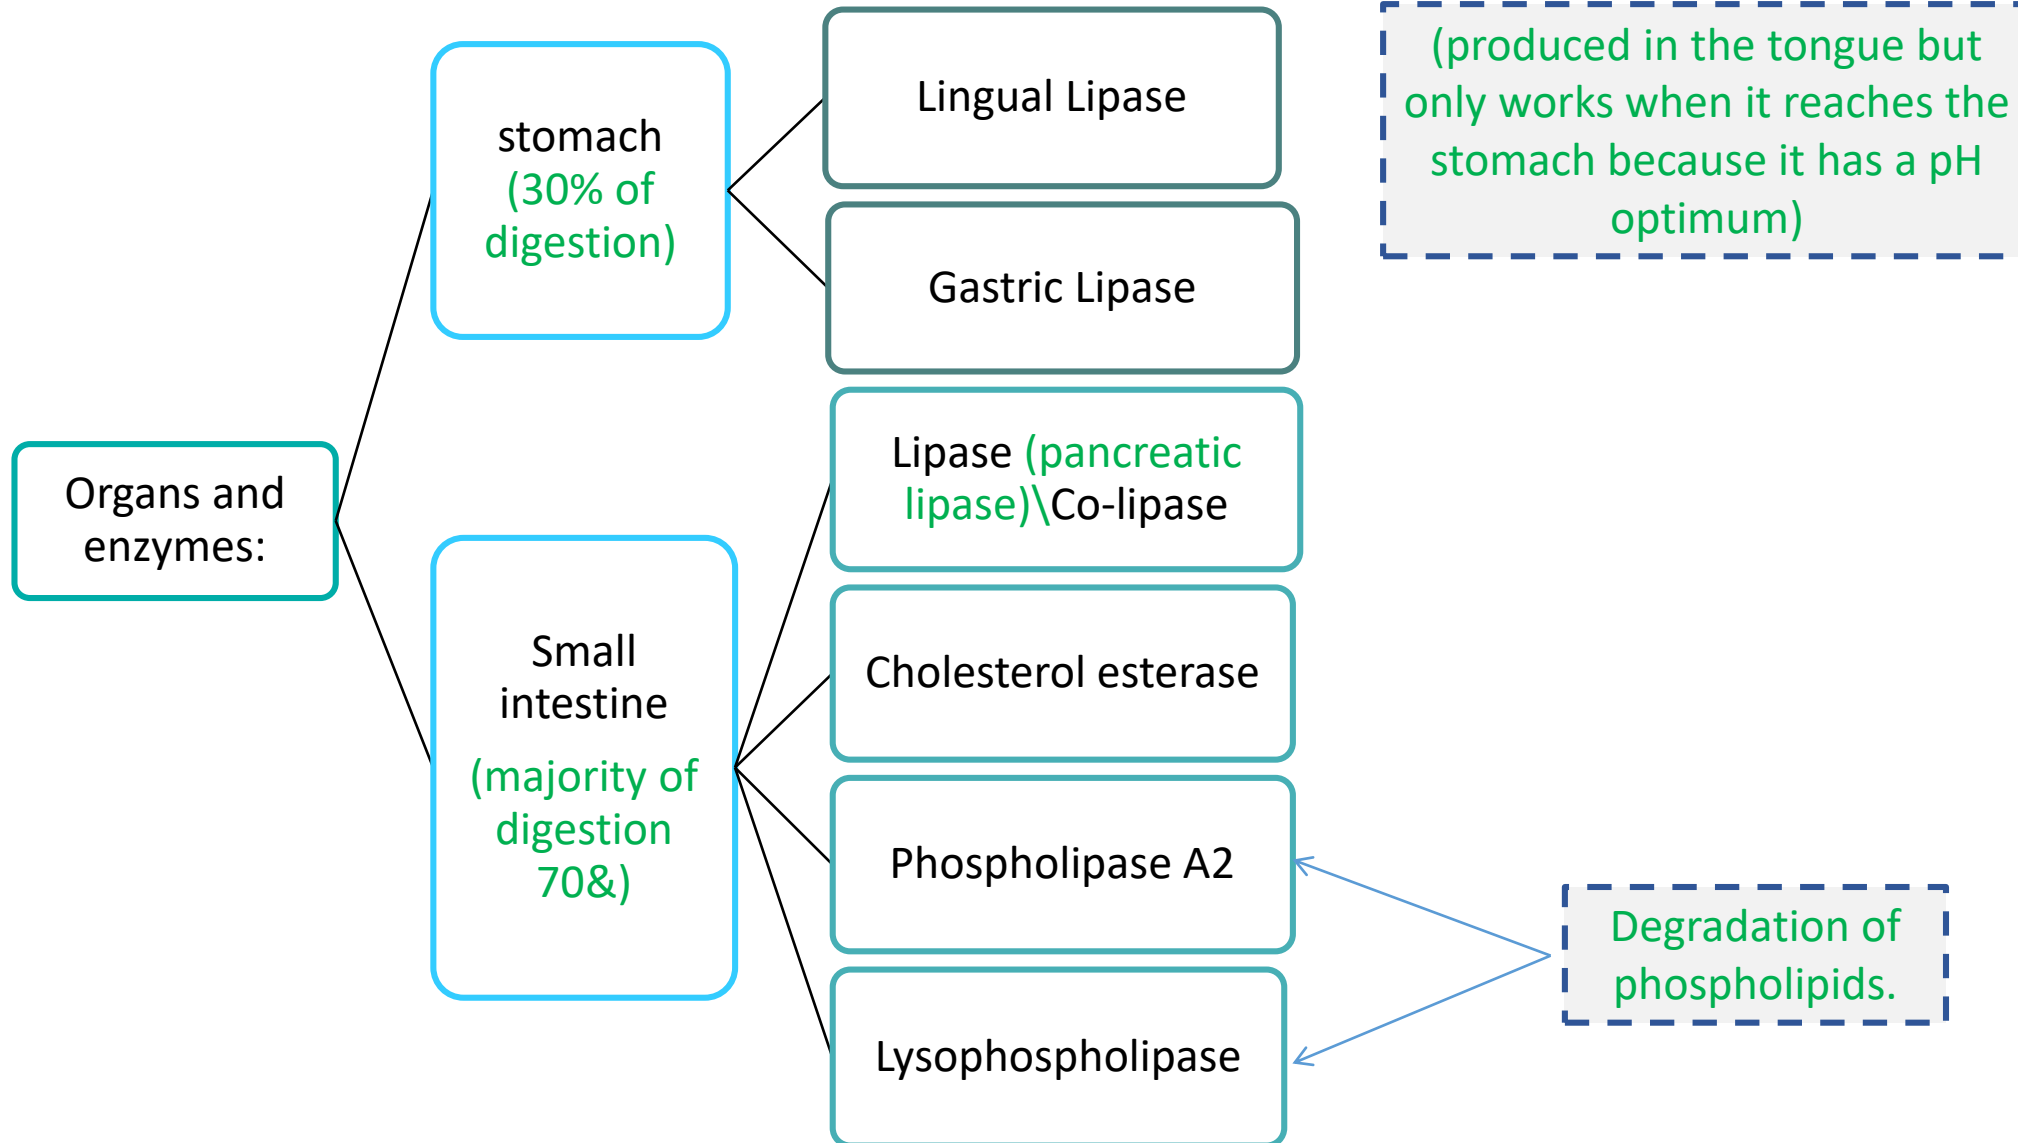 Organs and
enzymes:
stomach
(30% of
digestion)
Lingual Lipase
(produced in the tongue but
only works when it reaches the
stomach because it has a pH
optimum)
Gastric Lipase
Small
intestine
(majority of
digestion
70&)
Lipase (pancreatic
lipase)\Co-lipase
Cholesterol esterase
Phospholipase A2
Lysophospholipase
Degradation of
phospholipids.